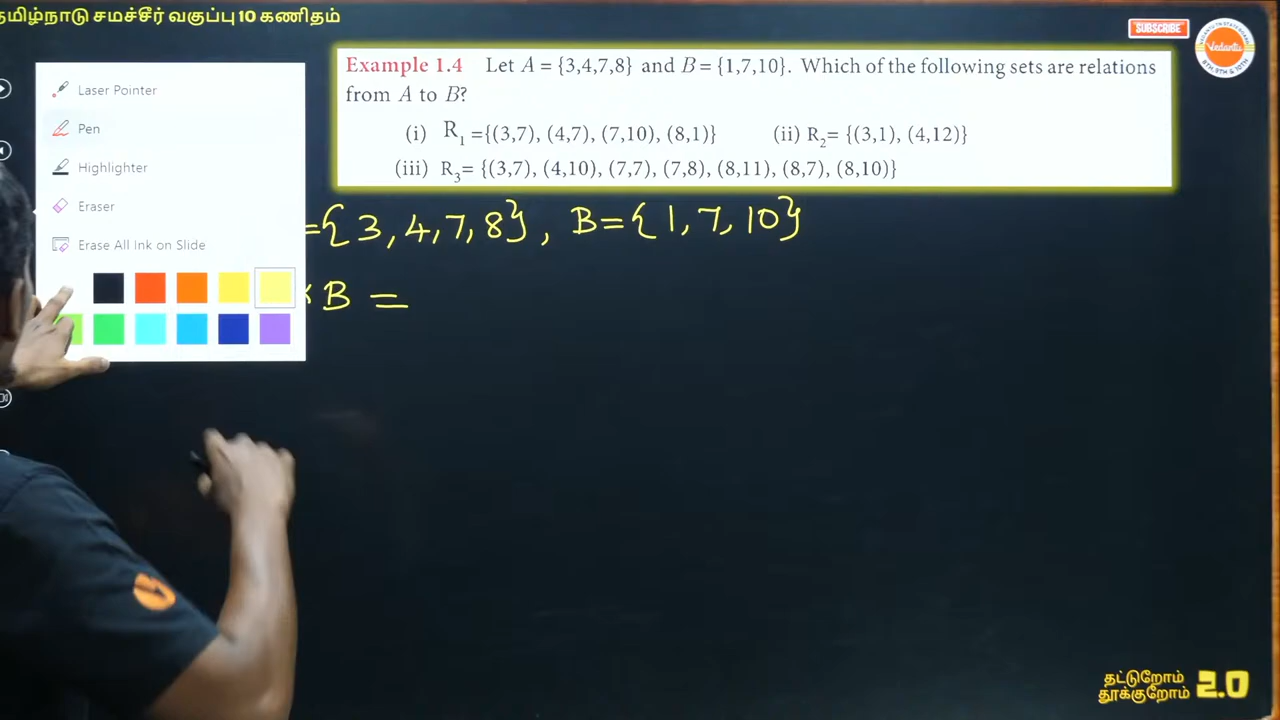 தமிழ்நாடு சமச்சீர் வகுப்பு 10 கணிதம்
SUBSCRIBE
Vedantu
8TH, 9TH & 10TH
Example 1.4 Let A = {3,4,7,8} and B = {1,7,10}. Which of the following sets are relations
from A to B?
(i) R₁ ={(3,7), (4,7), (7,10), (8,1)} (ii) R₂= {(3,1), (4,12)}
(iii) R₃= {(3,7), (4,10), (7,7), (7,8), (8,11), (8,7), (8,10)}
Laser Pointer
Pen
Highlighter
Eraser
Erase All Ink on Slide
={3,4,7,8}, B={1,7,10}
× B =
தட்டுறோம்
தூக்குறோம் 2.0